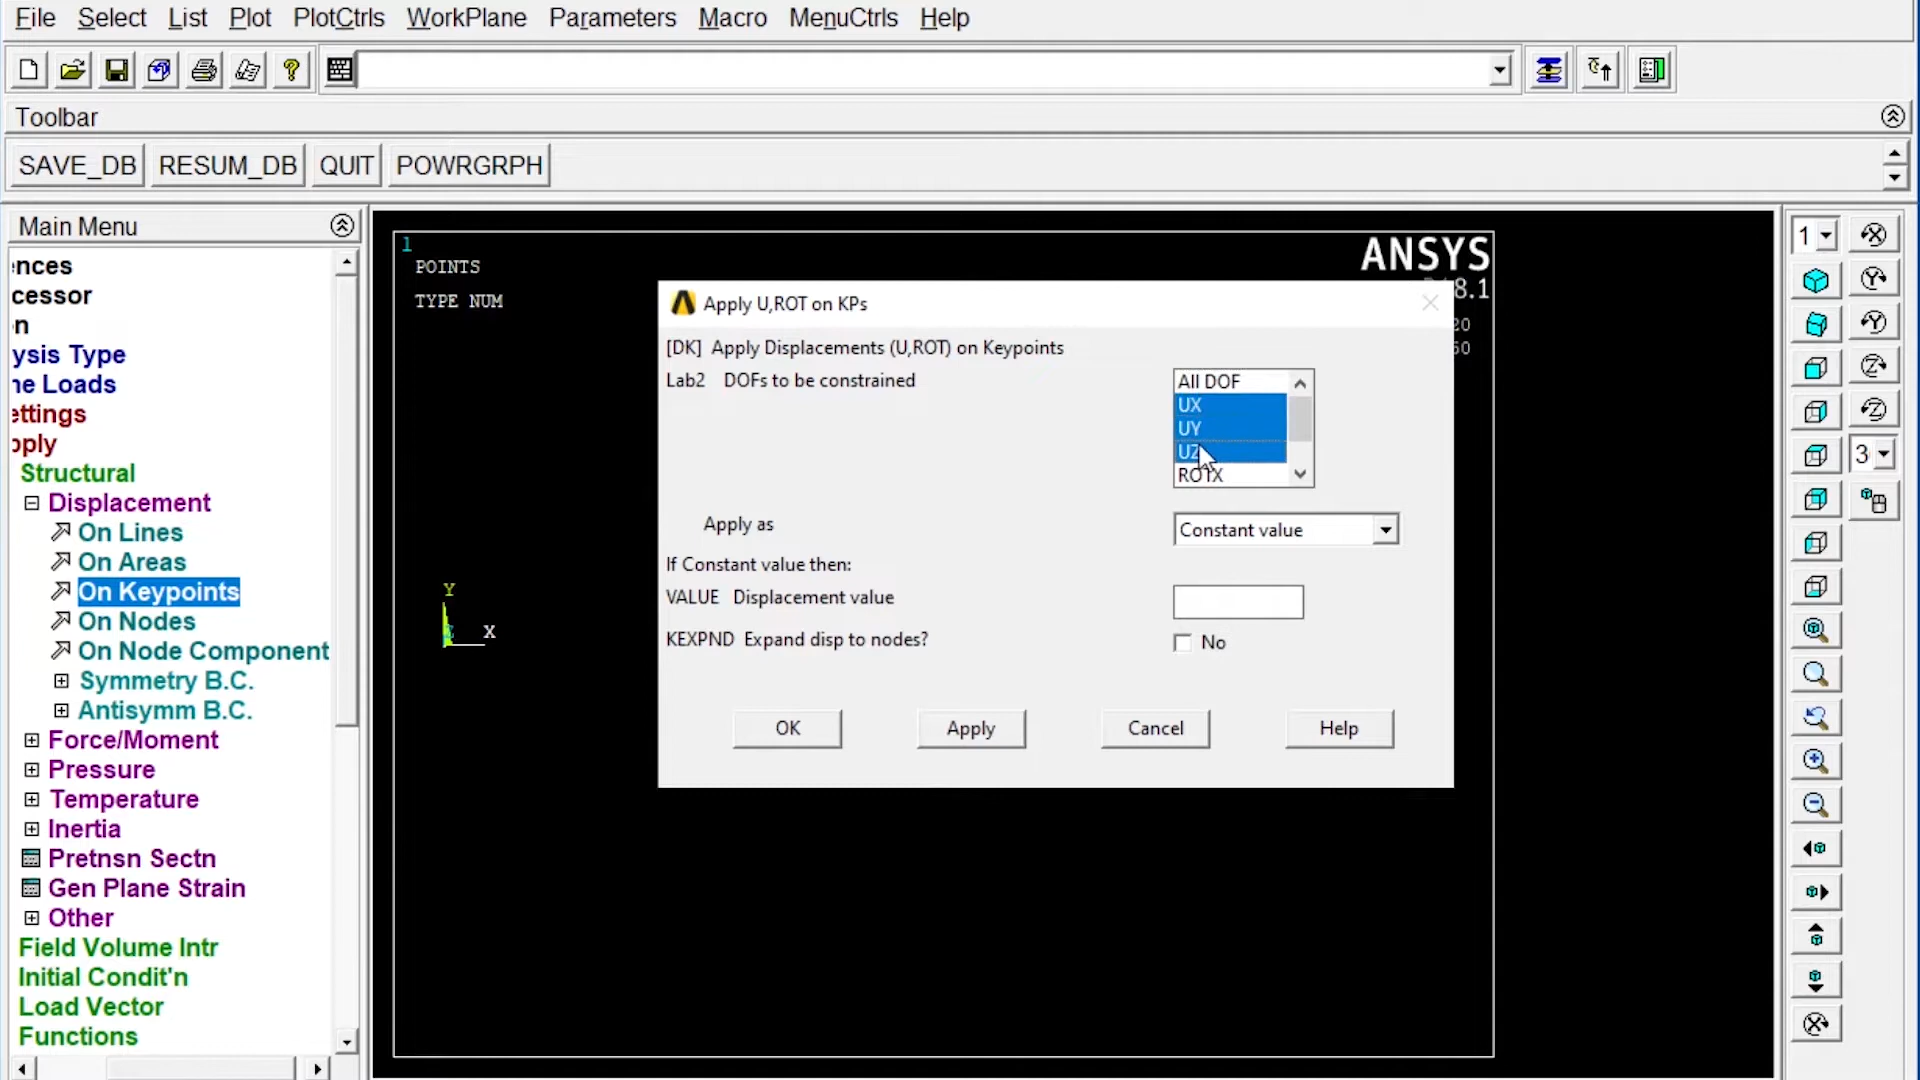 File Select List Plot PlotCtrls WorkPlane Parameters Macro MenuCtrls Help
Toolbar
SAVE_DB RESUM_DB QUIT POWRGRPH
Main Menu
ences
cessor
on
ysis Type
ne Loads
ettings
pply
Structural
Displacement
On Lines
On Areas
On Keypoints
On Nodes
On Node Component
Symmetry B.C.
Antisymm B.C.
Force/Moment
Pressure
Temperature
Inertia
Pretnsn Sectn
Gen Plane Strain
Other
Field Volume Intr
Initial Condit'n
Load Vector
Functions
1
POINTS
TYPE NUM
ANSYS
8.1
20
50
Y
X
Apply U,ROT on KPs
[DK] Apply Displacements (U,ROT) on Keypoints
Lab2 DOFs to be constrained
All DOF
UX
UY
UZ
ROTX
Apply as
Constant value
If Constant value then:
VALUE Displacement value
KEXPND Expand disp to nodes?
No
OK Apply Cancel Help
1
3